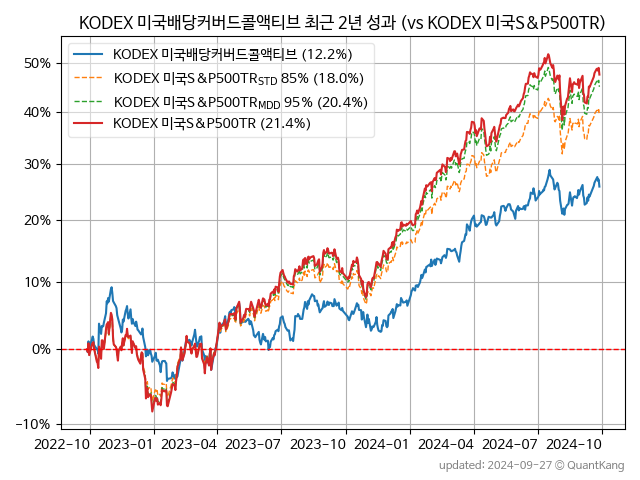 KODEX 미국배당커버드콜액티브 최근 2년 성과 (vs KODEX 미국S&P500TR)
KODEX 미국배당커버드콜액티브 (12.2%)
KODEX 미국S&P500TR_STD 85% (18.0%)
KODEX 미국S&P500TR_MDD 95% (20.4%)
KODEX 미국S&P500TR (21.4%)
50%
40%
30%
20%
10%
0%
−10%
2022-10 2023-01 2023-04 2023-07 2023-10 2024-01 2024-04 2024-07 2024-10
updated: 2024-09-27 © QuantKang